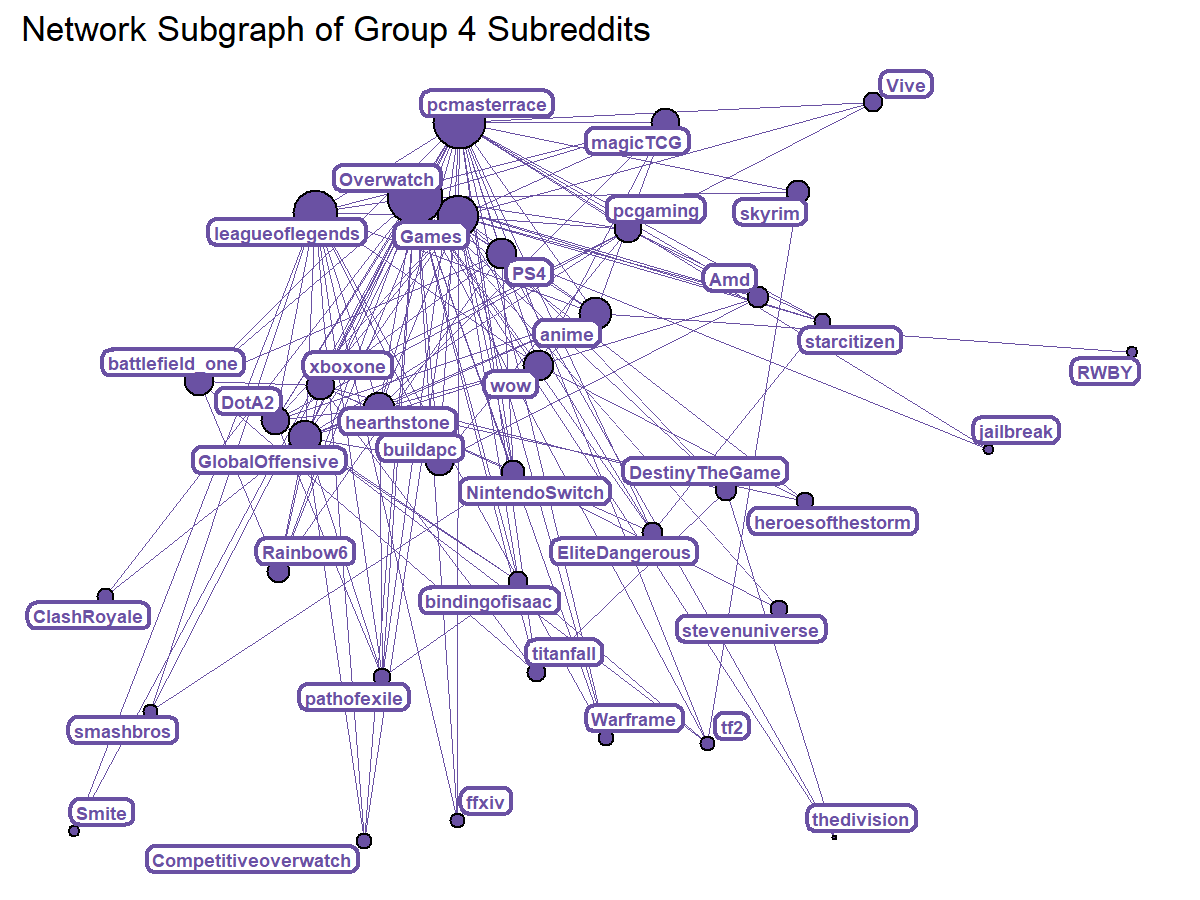 Network Subgraph of Group 4 Subreddits
Vive
pcmasterrace
magicTCG
Overwatch
pcgaming
skyrim
leagueoflegends
Games
PS4
Amd
anime
starcitizen
battlefield_one
xboxone
RWBY
wow
DotA2
hearthstone
jailbreak
buildapc
GlobalOffensive
DestinyTheGame
NintendoSwitch
heroesofthestorm
Rainbow6
EliteDangerous
bindingofisaac
ClashRoyale
stevenuniverse
titanfall
pathofexile
Warframe
tf2
smashbros
ffxiv
Smite
thedivision
Competitiveoverwatch